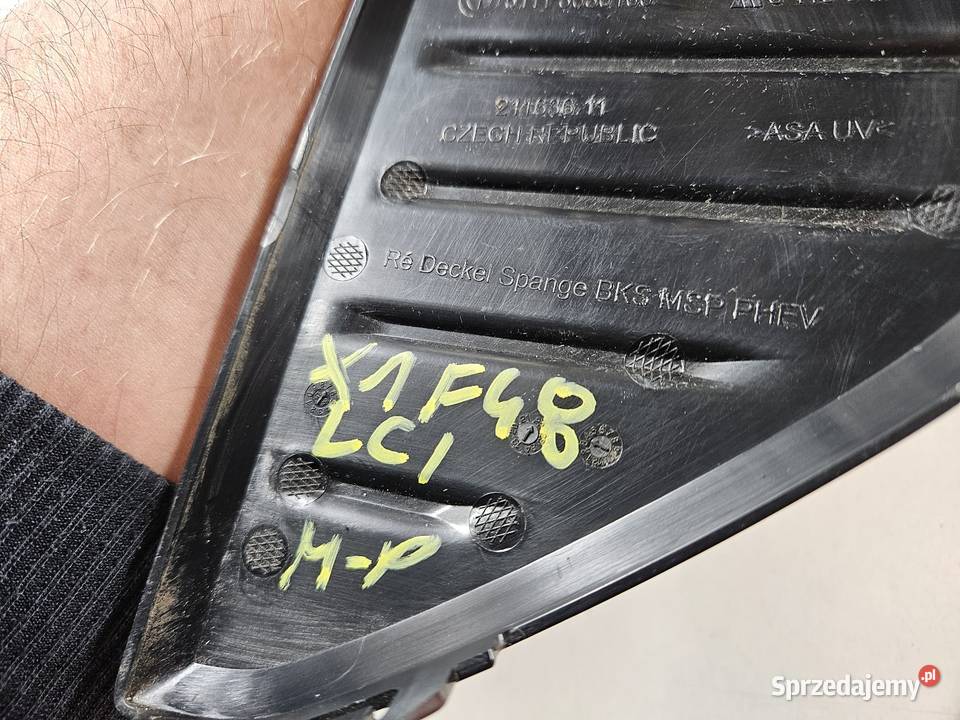 211636 11
CZECH REPUBLIC >ASA UV<
Ré Deckel Spange BKS MSP PHEV
X1 F48
LCI
M-P
Sprzedajemy.pl